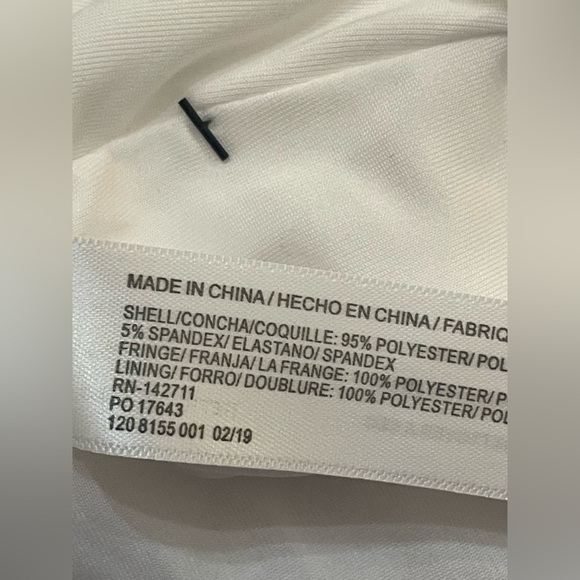 MADE IN CHINA / HECHO EN CHINA / FABRIQ
SHELL/CONCHA/COQUILLE: 95% POLYESTER/ POL
5% SPANDEX/ ELASTANO/ SPANDEX
FRINGE/ FRANJA/ LA FRANGE: 100% POLYESTER/ P
LINING/ FORRO/ DOUBLURE: 100% POLYESTER/ POL
RN-142711
PO 17643
120 8155 001 02/19